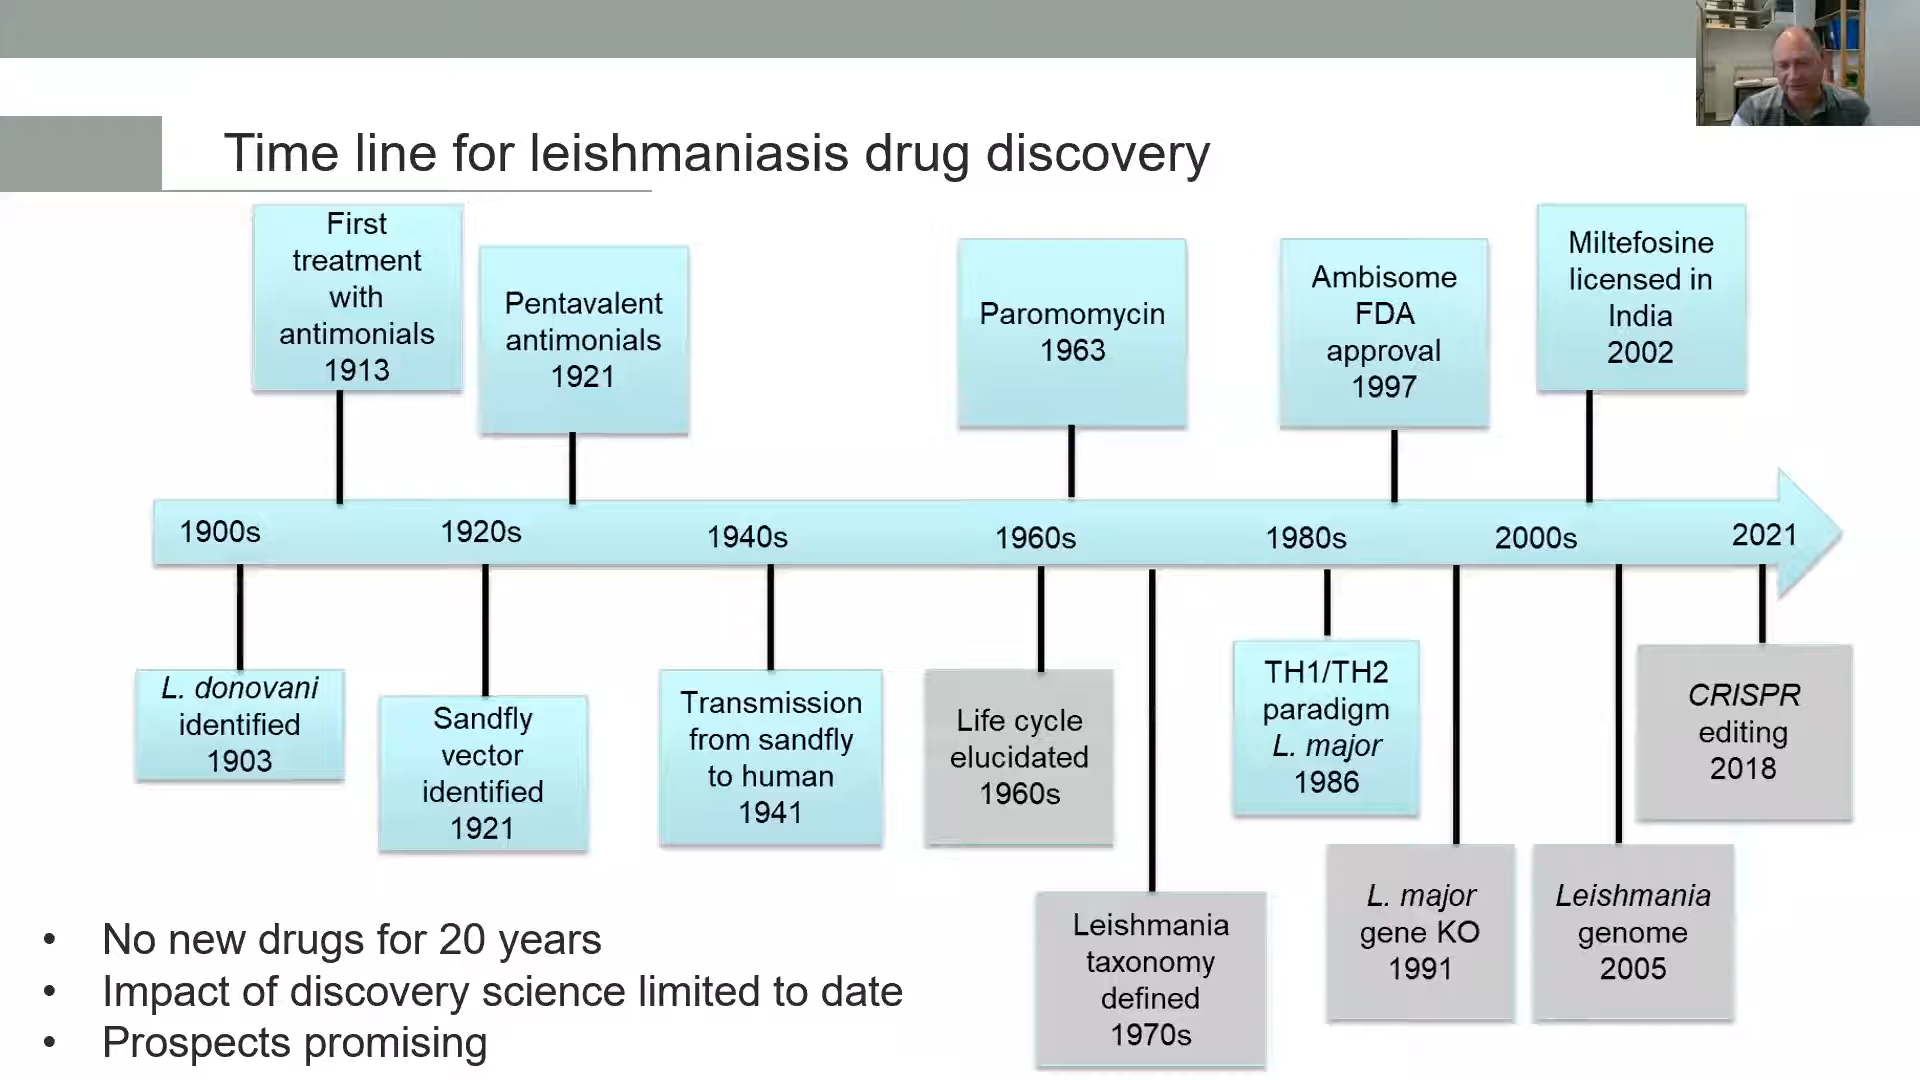 Time line for leishmaniasis drug discovery
First
treatment
with
antimonials
1913
Pentavalent
antimonials
1921
Paromomycin
1963
Ambisome
FDA
approval
1997
Miltefosine
licensed in
India
2002
1900s
1920s
1940s
1960s
1980s
2000s
2021
L. donovani
identified
1903
Sandfly
vector
identified
1921
Transmission
from sandfly
to human
1941
Life cycle
elucidated
1960s
Leishmania
taxonomy
defined
1970s
TH1/TH2
paradigm
L. major
1986
L. major
gene KO
1991
Leishmania
genome
2005
CRISPR
editing
2018
• No new drugs for 20 years
• Impact of discovery science limited to date
• Prospects promising